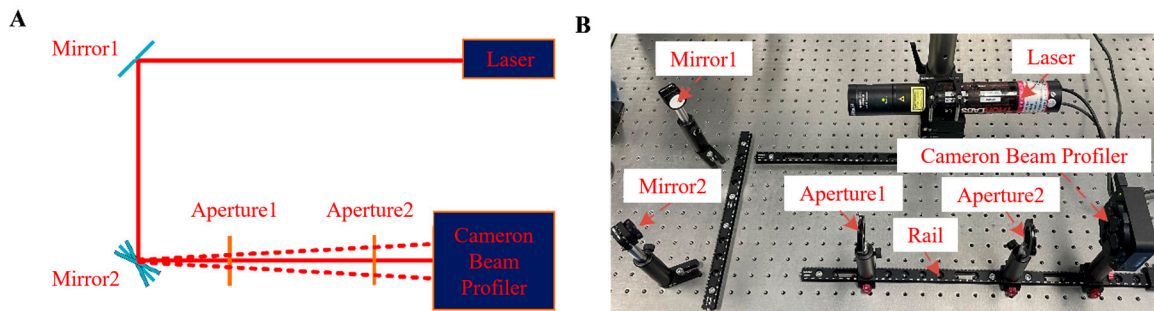 A
Mirror1
Laser
Aperture1
Aperture2
Mirror2
Cameron
Beam
Profiler
B
Mirror1
Laser
Cameron Beam Profiler
Mirror2
Aperture1
Aperture2
Rail